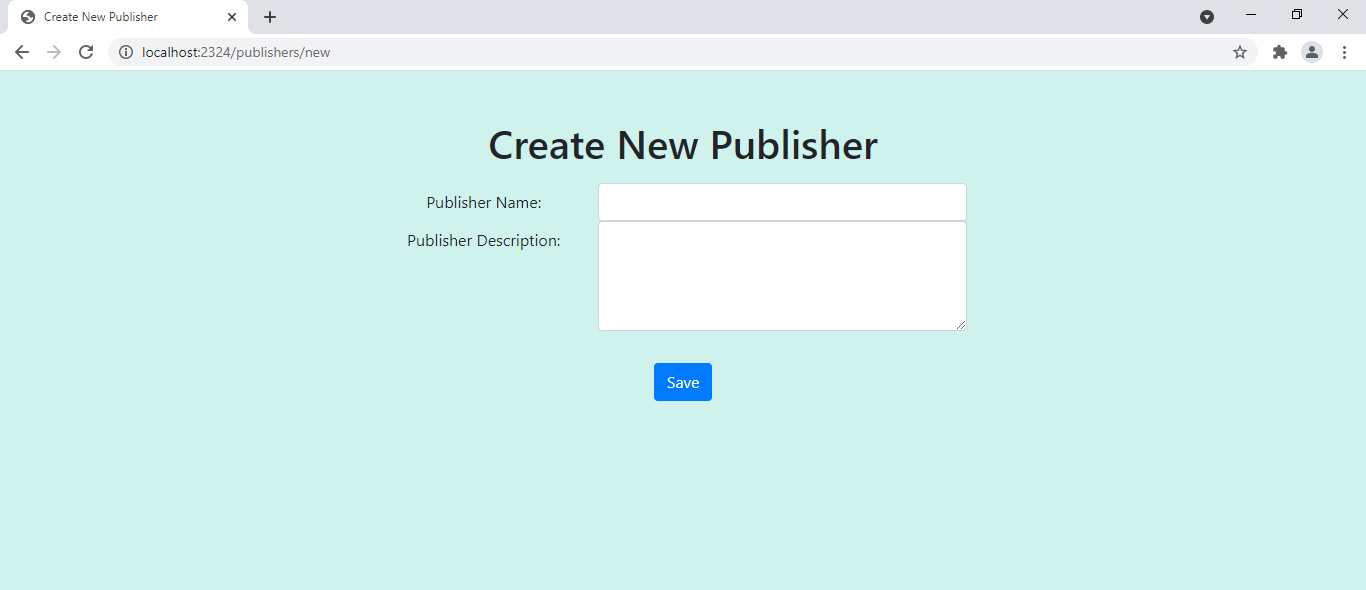 Create New Publisher
localhost:2324/publishers/new
Create New Publisher
Publisher Name:
Publisher Description:
Save